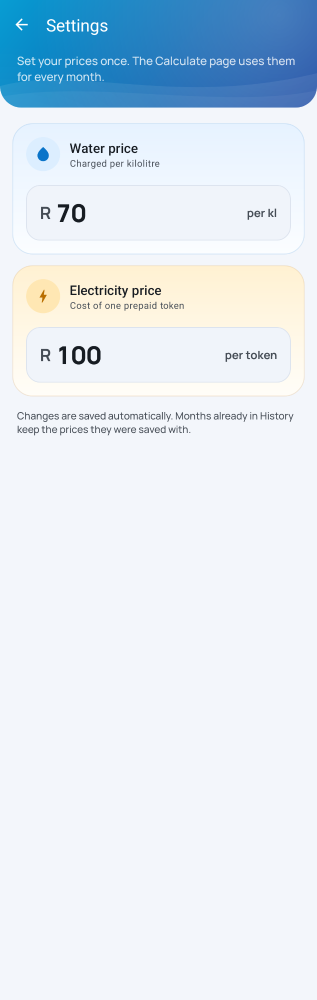 Settings
Set your prices once. The Calculate page uses them
for every month.
Water price
Charged per kilolitre
R 70 per kl
Electricity price
Cost of one prepaid token
R 100 per token
Changes are saved automatically. Months already in History
keep the prices they were saved with.